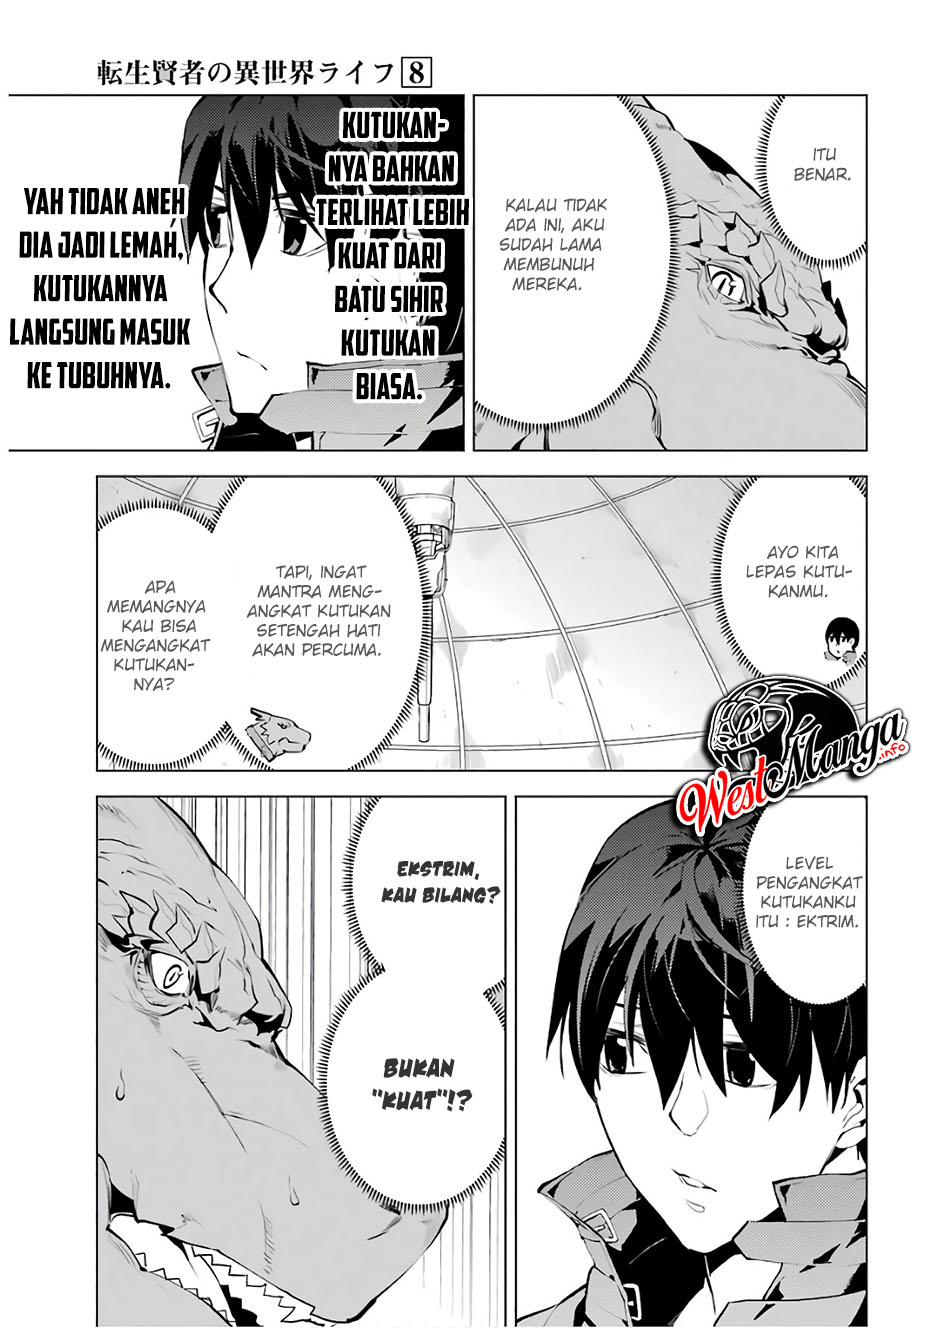 転生賢者の異世界ライフ 8
ITU
BENAR.
KALAU TIDAK
ADA INI, AKU
SUDAH LAMA
MEMBUNUH
MEREKA.
KUTUKAN-
NYA BAHKAN
TERLIHAT LEBIH
KUAT DARI
BATU SIHIR
KUTUKAN
BIASA.
YAH TIDAK ANEH
DIA JADI LEMAH,
KUTUKANNYA
LANGSUNG MASUK
KE TUBUHNYA.
AYO KITA
LEPAS KUTU-
KANMU.
TAPI, INGAT
MANTRA MENG-
ANGKAT KUTUKAN
SETENGAH HATI
AKAN PERCUMA.
APA
MEMANGNYA
KAU BISA
MENGANGKAT
KUTUKAN-
NYA?
WestManga
.info
LEVEL
PENGANGKAT
KUTUKANKU
ITU : EKTRIM.
EKSTRIM,
KAU BILANG?
BUKAN
"KUAT"!?